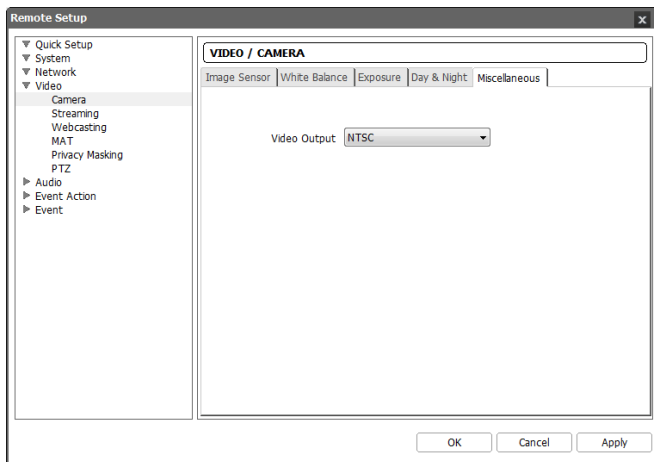 Remote Setup
x
Quick Setup
System
Network
Video
Camera
Streaming
Webcasting
MAT
Privacy Masking
PTZ
Audio
Event Action
Event
VIDEO / CAMERA
Image Sensor White Balance Exposure Day & Night Miscellaneous
Video Output NTSC
OK Cancel Apply